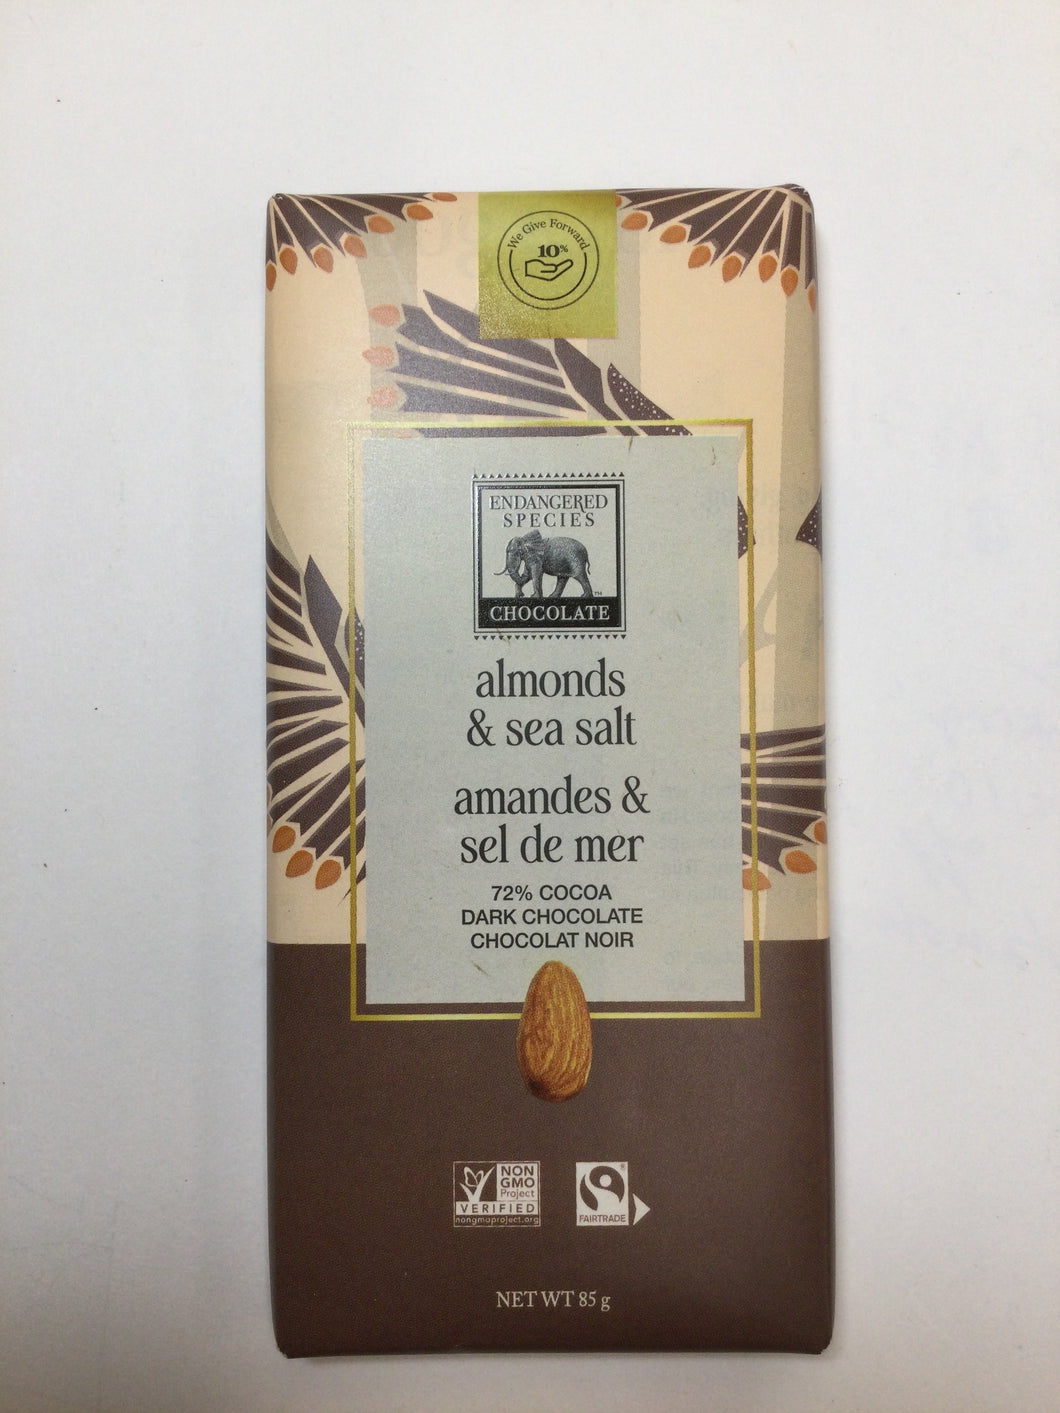 We Give Forward
10%
ENDANGERED
SPECIES
TM
CHOCOLATE
almonds
& sea salt
amandes &
sel de mer
72% COCOA
DARK CHOCOLATE
CHOCOLAT NOIR
NON
GMO
Project
VERIFIED
nongmoproject.org
®
FAIRTRADE
NET WT 85 g